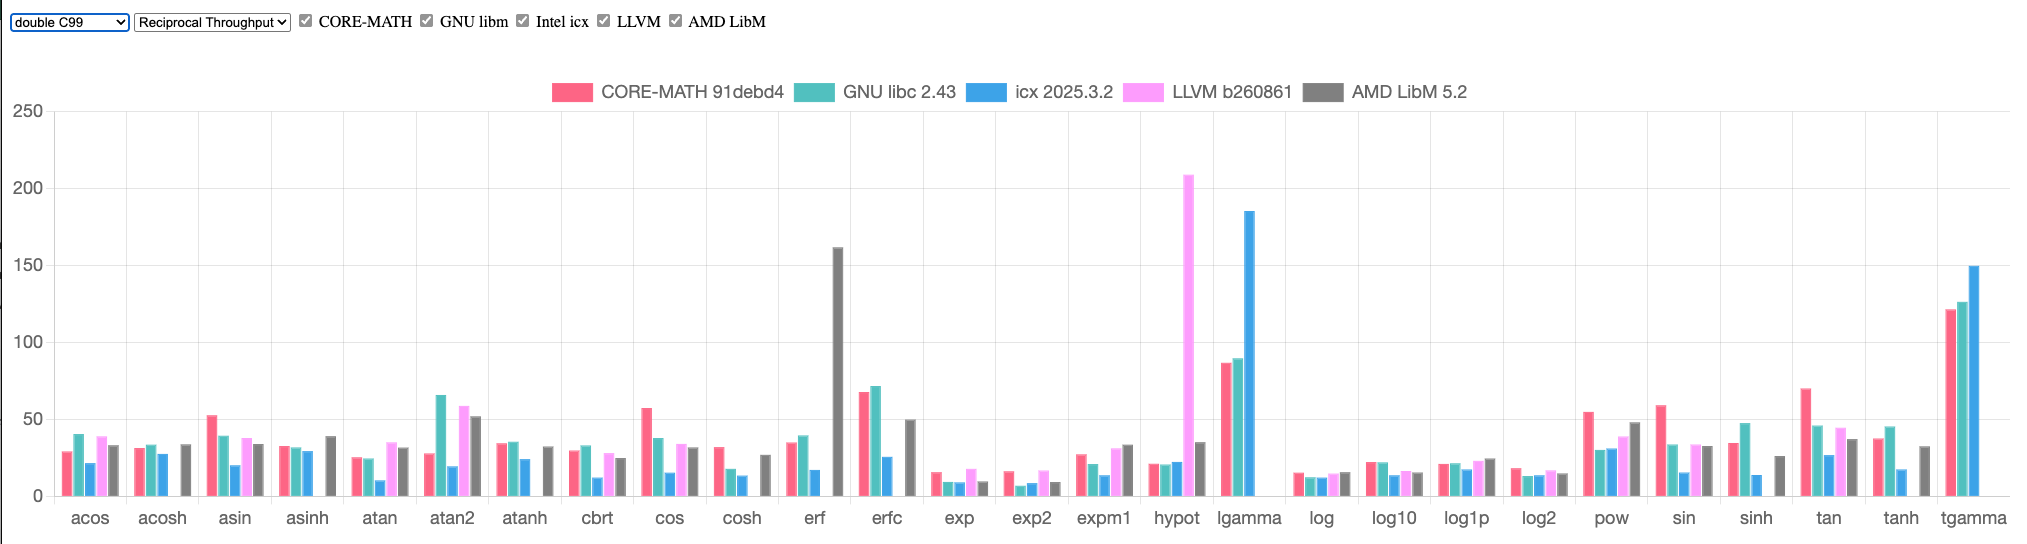 double C99 Reciprocal Throughput CORE-MATH GNU libm Intel icx LLVM AMD LibM
CORE-MATH 91debd4 GNU libc 2.43 icx 2025.3.2 LLVM b260861 AMD LibM 5.2
250
200
150
100
50
0
acos acosh asin asinh atan atan2 atanh cbrt cos cosh erf erfc exp exp2 expm1 hypot lgamma log log10 log1p log2 pow sin sinh tan tanh tgamma